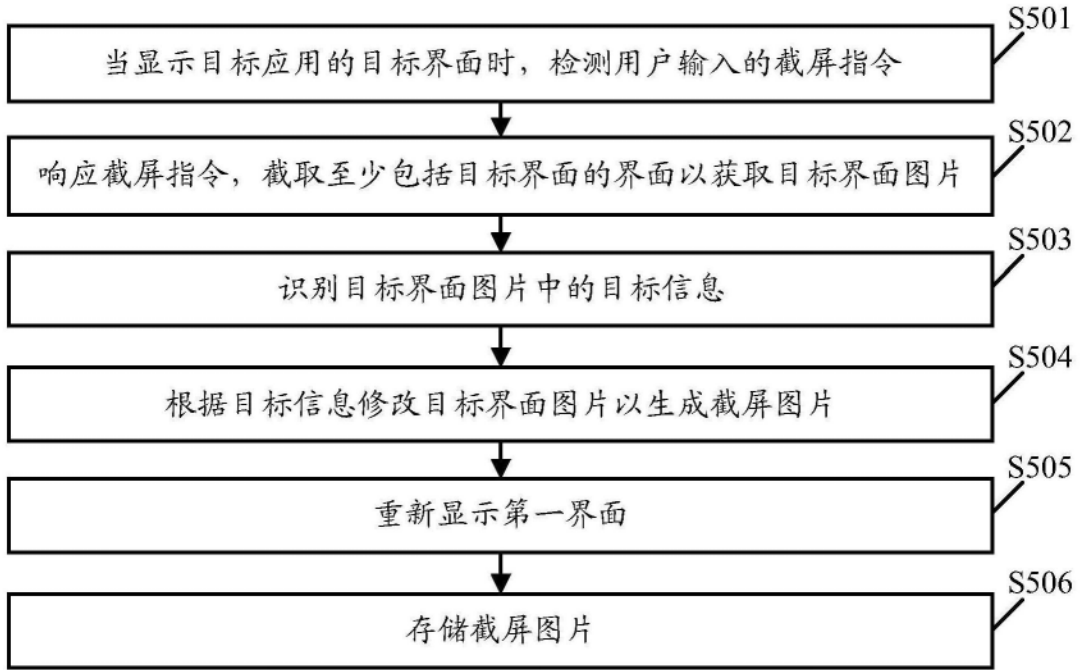 S501
当显示目标应用的目标界面时，检测用户输入的截屏指令
S502
响应截屏指令，截取至少包括目标界面的界面以获取目标界面图片
S503
识别目标界面图片中的目标信息
S504
根据目标信息修改目标界面图片以生成截屏图片
S505
重新显示第一界面
S506
存储截屏图片